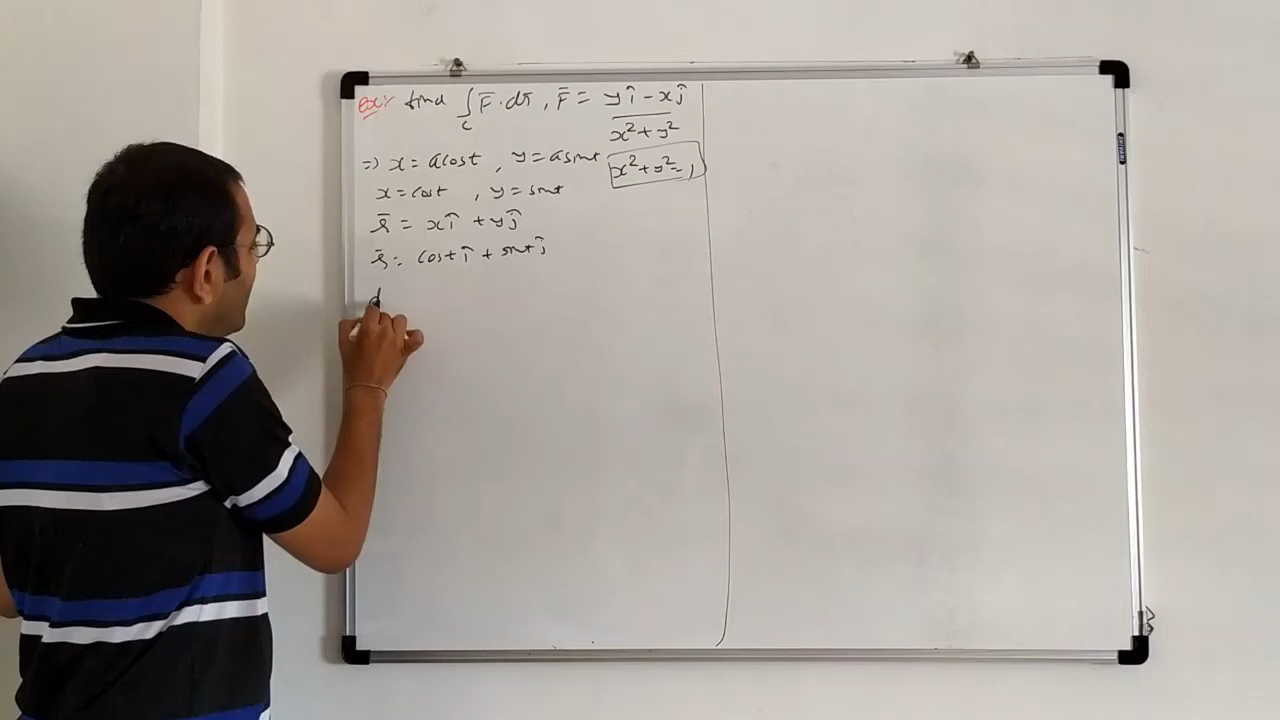 Ex:- find ∫_C F̄ · dr̄, F̄ = (yî - xĵ)/(x² + y²)
=) x = a cost, y = a sint x² + y² = 1
x = cost, y = sint
r̄ = xî + yĵ
r̄ = cost î + sint ĵ
d